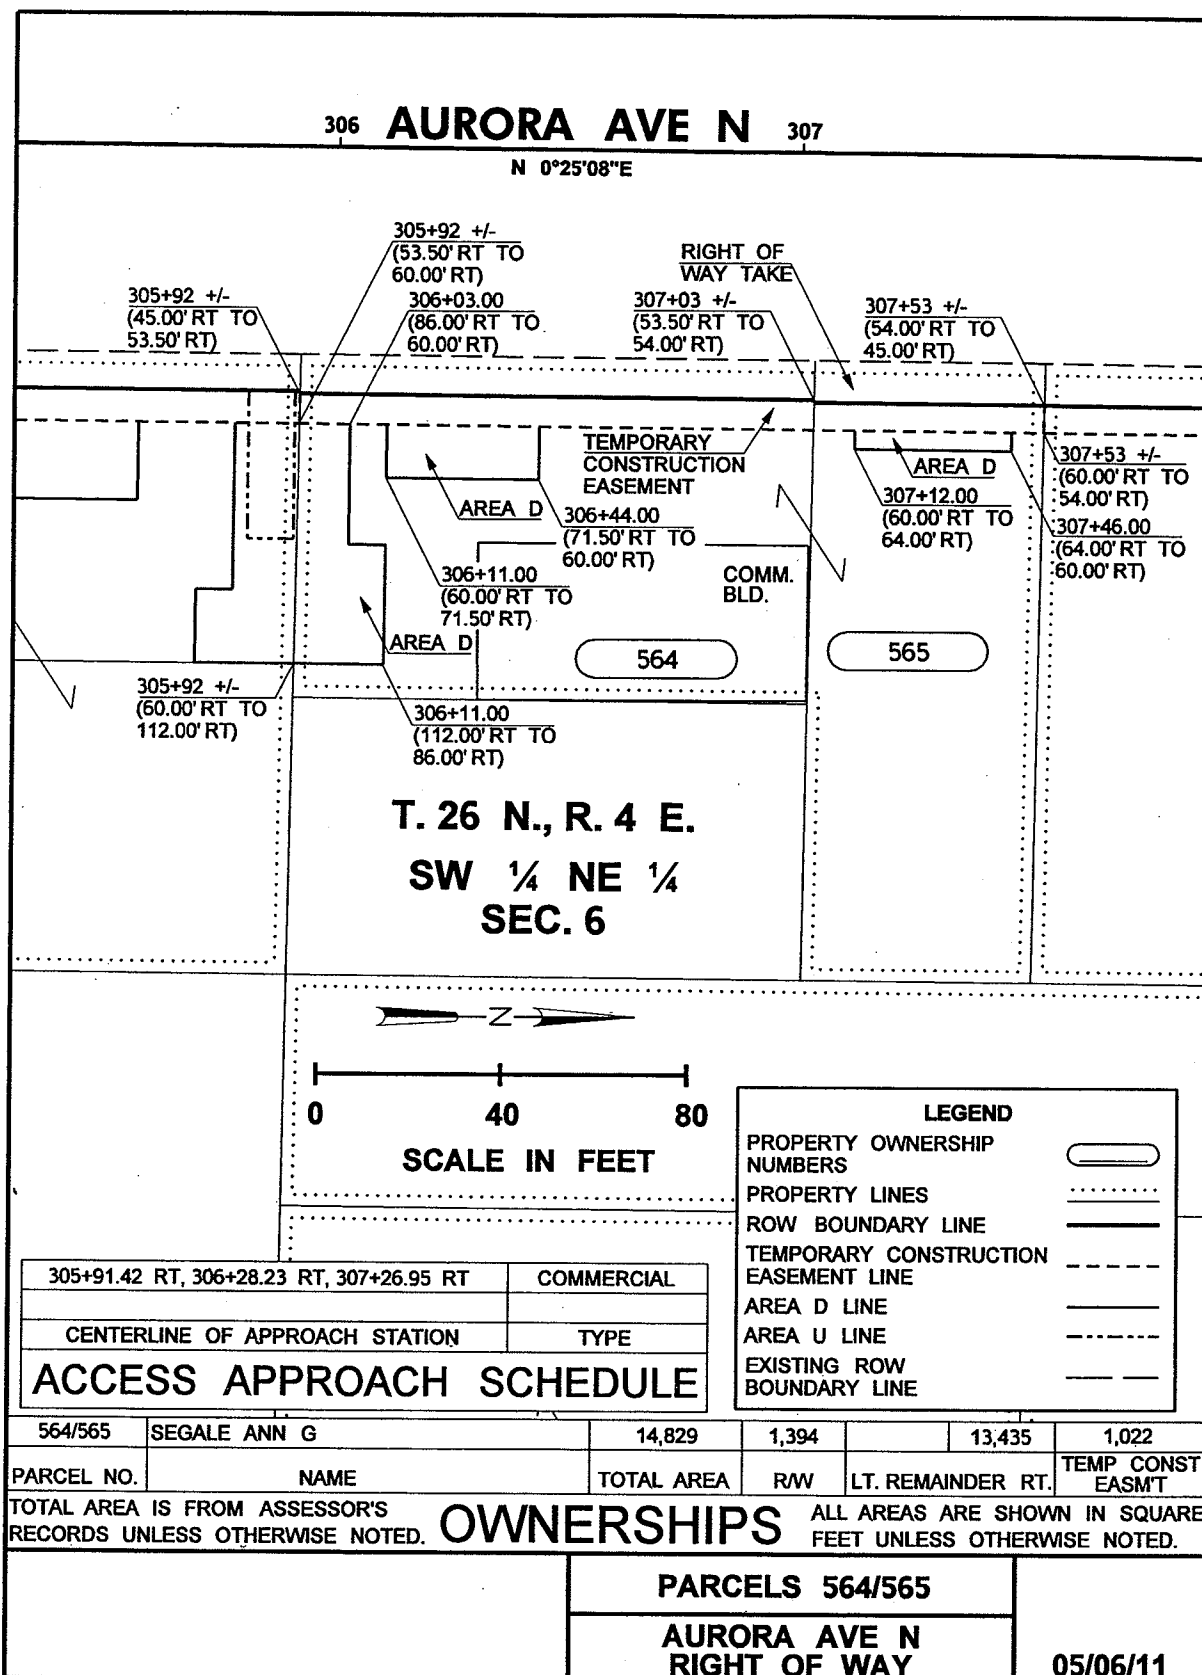 306 AURORA AVE N 307
N 0°25'08"E
305+92 +/-
(53.50' RT TO
60.00' RT)
RIGHT OF
WAY TAKE
305+92 +/-
(45.00' RT TO
53.50' RT)
306+03.00
(86.00' RT TO
60.00' RT)
307+03 +/-
(53.50' RT TO
54.00' RT)
307+53 +/-
(54.00' RT TO
45.00' RT)
TEMPORARY
CONSTRUCTION
EASEMENT
AREA D
307+53 +/-
(60.00' RT TO
54.00' RT)
AREA D
306+44.00
(71.50' RT TO
60.00' RT)
307+12.00
(60.00' RT TO
64.00' RT)
307+46.00
(64.00' RT TO
60.00' RT)
306+11.00
(60.00' RT TO
71.50' RT)
COMM.
BLD.
AREA D
564
565
305+92 +/-
(60.00' RT TO
112.00' RT)
306+11.00
(112.00' RT TO
86.00' RT)
T. 26 N., R. 4 E.
SW ¼ NE ¼
SEC. 6
Z
0 40 80
SCALE IN FEET
LEGEND
PROPERTY OWNERSHIP
NUMBERS
PROPERTY LINES
ROW BOUNDARY LINE
TEMPORARY CONSTRUCTION
EASEMENT LINE
AREA D LINE
AREA U LINE
EXISTING ROW
BOUNDARY LINE
305+91.42 RT, 306+28.23 RT, 307+26.95 RT COMMERCIAL
CENTERLINE OF APPROACH STATION TYPE
ACCESS APPROACH SCHEDULE
564/565 SEGALE ANN G 14,829 1,394 13,435 1,022
PARCEL NO. NAME TOTAL AREA R/W LT. REMAINDER RT. TEMP CONST
EASM'T
TOTAL AREA IS FROM ASSESSOR'S
RECORDS UNLESS OTHERWISE NOTED.
OWNERSHIPS
ALL AREAS ARE SHOWN IN SQUARE
FEET UNLESS OTHERWISE NOTED.
PARCELS 564/565
AURORA AVE N
RIGHT OF WAY
05/06/11